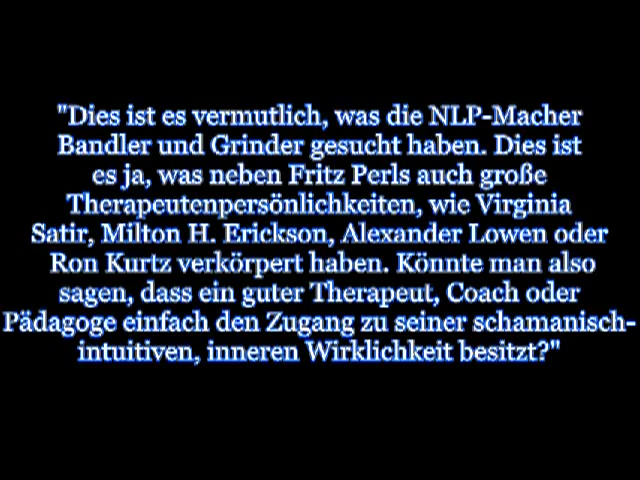 "Dies ist es vermutlich, was die NLP-Macher
Bandler und Grinder gesucht haben. Dies ist
es ja, was neben Fritz Perls auch große
Therapeutenpersönlichkeiten, wie Virginia
Satir, Milton H. Erickson, Alexander Lowen oder
Ron Kurtz verkörpert haben. Könnte man also
sagen, dass ein guter Therapeut, Coach oder
Pädagoge einfach den Zugang zu seiner schamanisch-
intuitiven, inneren Wirklichkeit besitzt?"